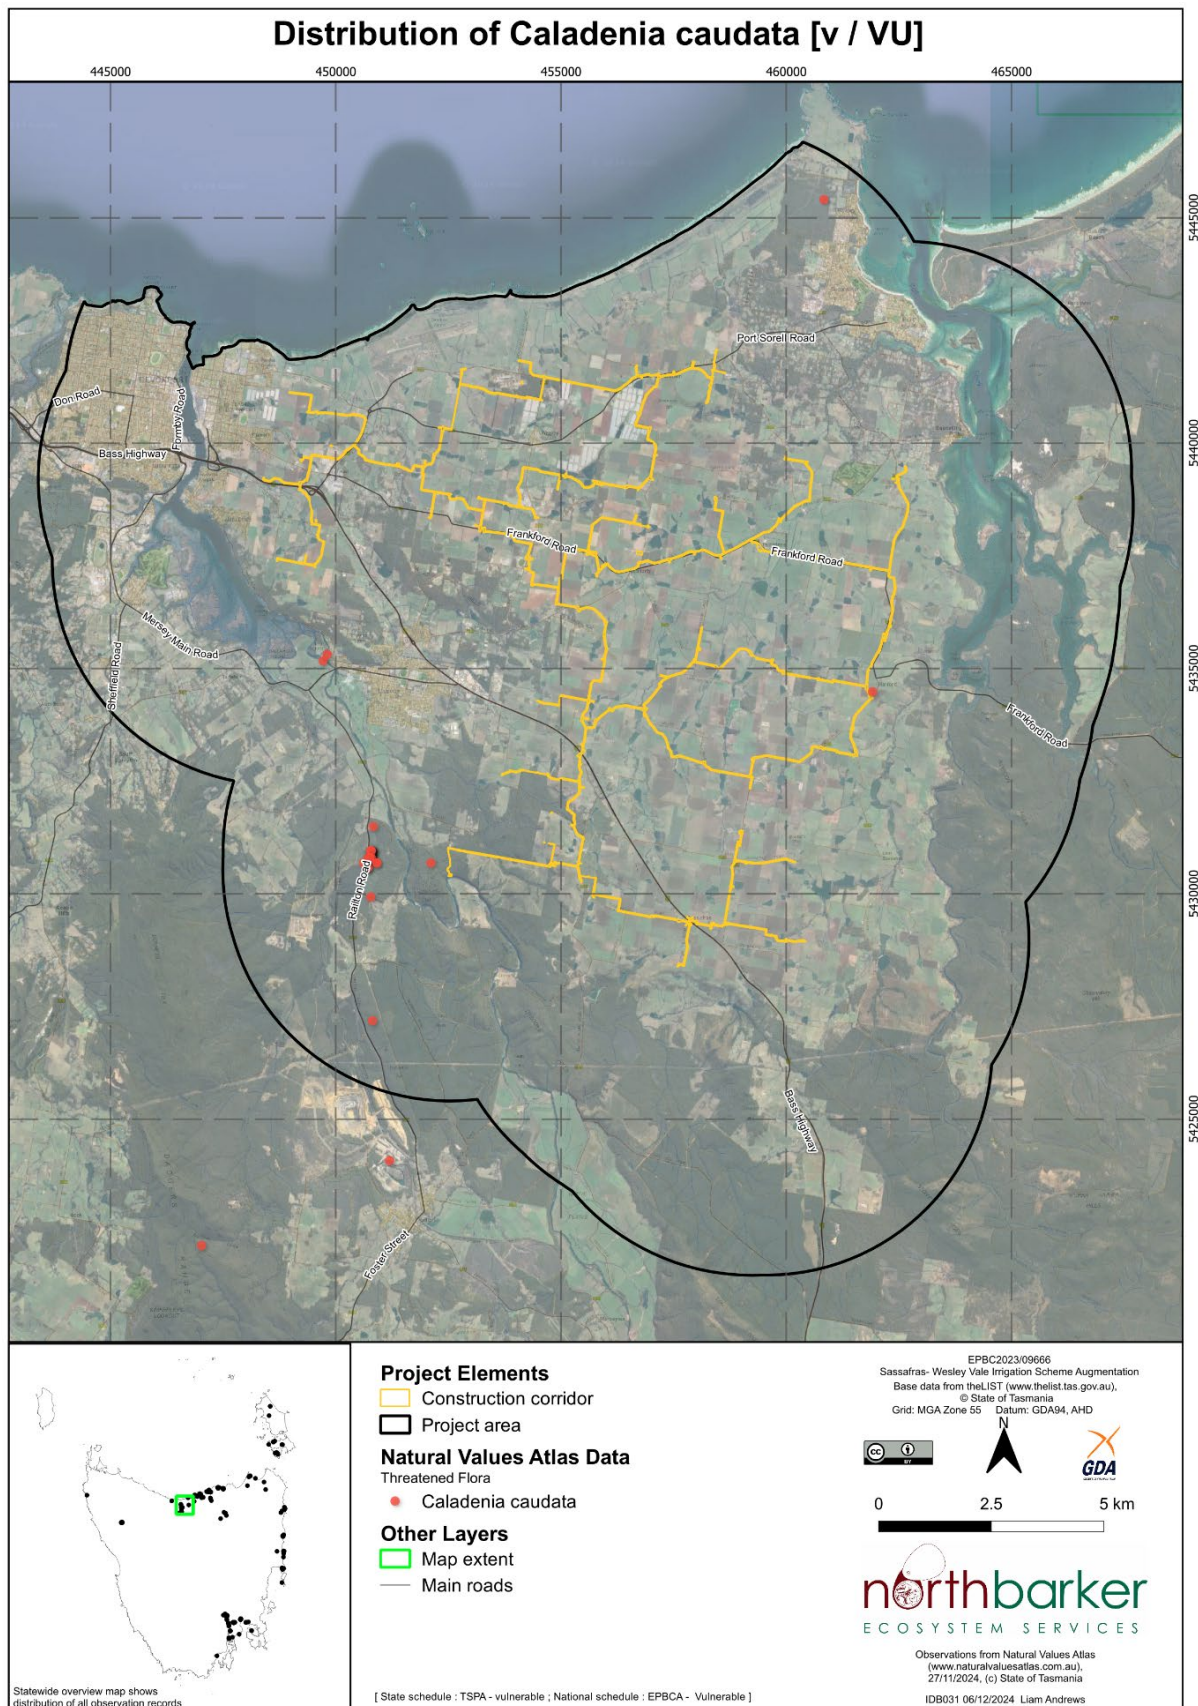 Distribution of Caladenia caudata [v / VU]
445000
450000
455000
460000
465000
5445000
5440000
5435000
5430000
5425000
Port Sorell Road
Don Road
Formby Road
Bass Highway
Frankford Road
Frankford Road
Mersey Main Road
Sheffield Road
Frankford Road
Railton Road
Bass Highway
Foster Street
Project Elements
Construction corridor
Project area
Natural Values Atlas Data
Threatened Flora
Caladenia caudata
Other Layers
Map extent
Main roads
[ State schedule : TSPA - vulnerable ; National schedule : EPBCA - Vulnerable ]
Statewide overview map shows
distribution of all observation records
EPBC2023/09666
Sassafras- Wesley Vale Irrigation Scheme Augmentation
Base data from theLIST (www.thelist.tas.gov.au),
© State of Tasmania
Grid: MGA Zone 55 Datum: GDA94, AHD
N
CC
BY
GDA
0 2.5 5 km
northbarker
ECOSYSTEM SERVICES
Observations from Natural Values Atlas
(www.naturalvaluesatlas.com.au),
27/11/2024, (c) State of Tasmania
IDB031 06/12/2024 Liam Andrews